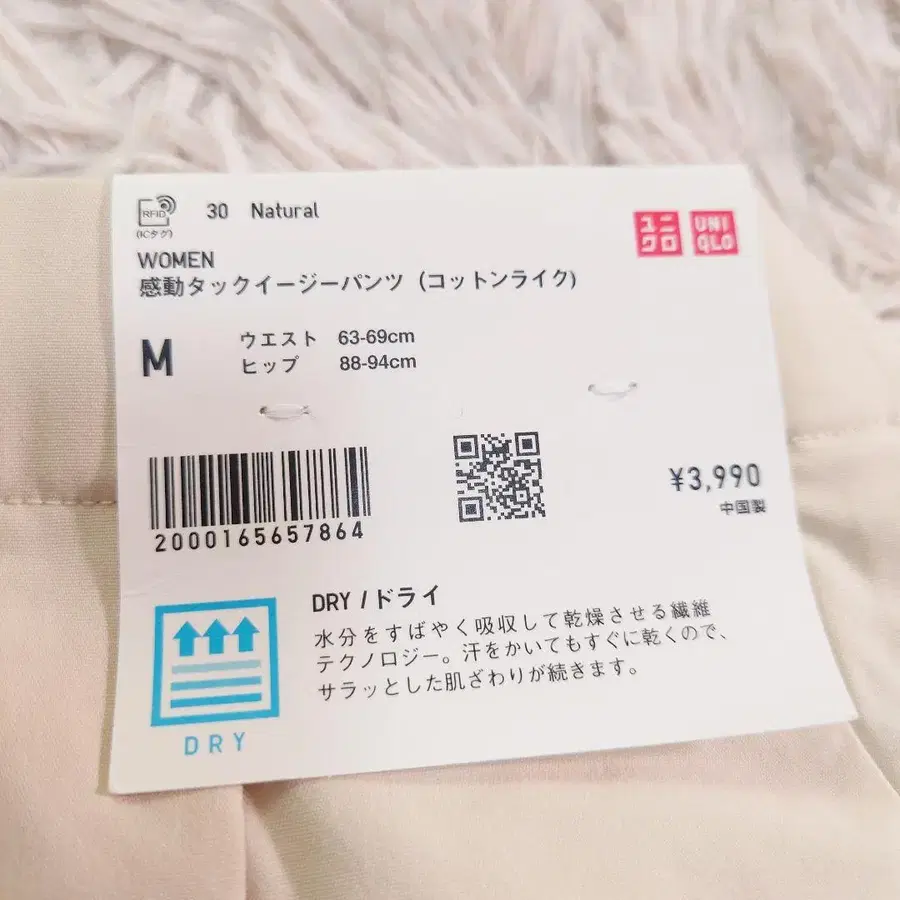 RFID
(ICタグ)
30 Natural
ユニクロ
UNIQLO
WOMEN
感動タックイージーパンツ (コットンライク)
M
ウエスト 63-69cm
ヒップ 88-94cm
2000165657864
¥3,990
中国製
DRY / ドライ
水分をすばやく吸収して乾燥させる繊維
テクノロジー。汗をかいてもすぐに乾くので、
サラッとした肌ざわりが続きます。
DRY